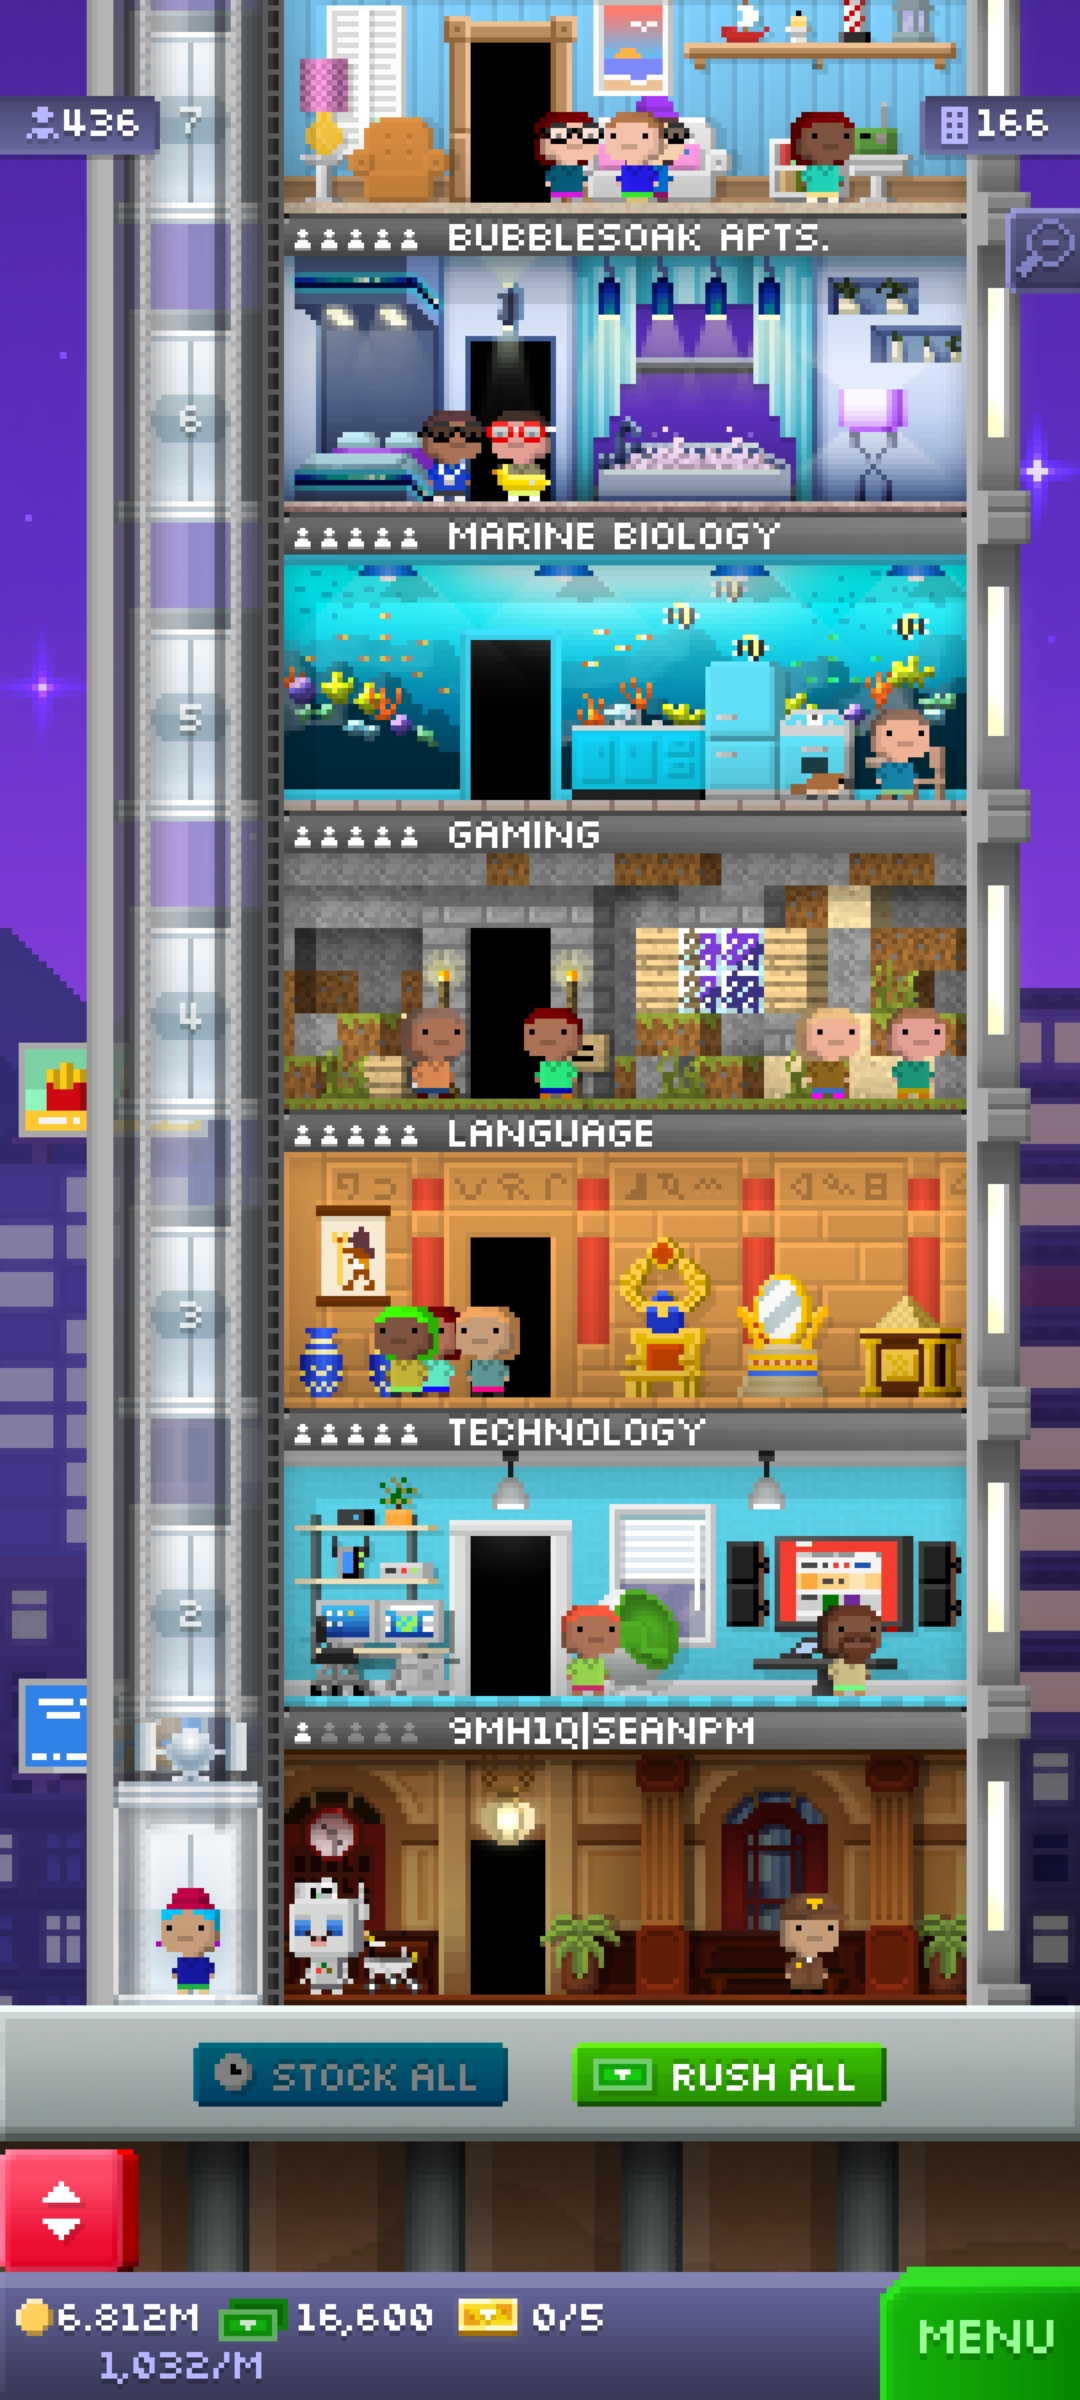 436
7
166
BUBBLESOAK APTS.
6
MARINE BIOLOGY
5
GAMING
4
LANGUAGE
3
TECHNOLOGY
2
9MH1Q|SEANPM
STOCK ALL
RUSH ALL
6.812M
16,600
0/5
1,032/M
MENU